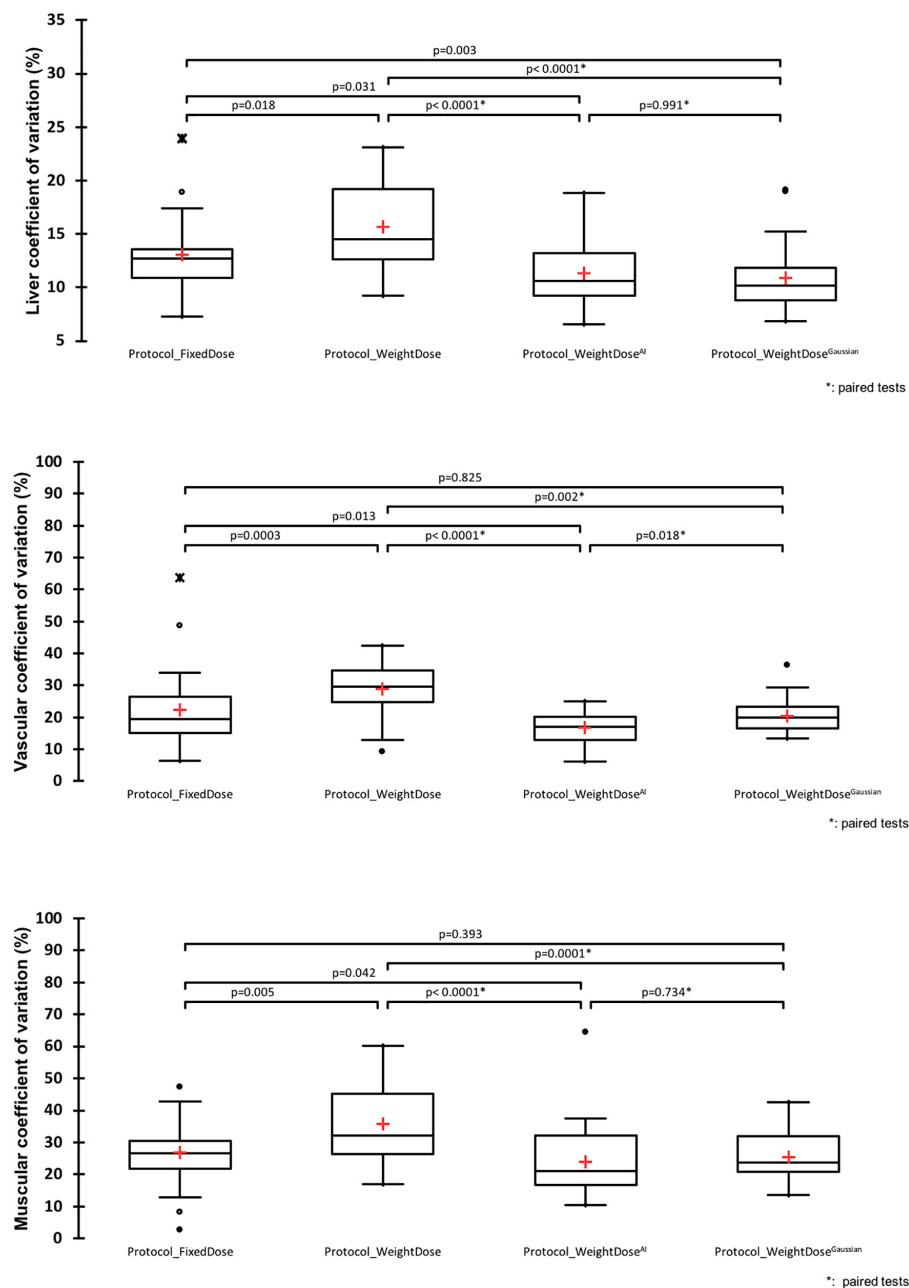 Liver coefficient of variation (%)
35
30
25
20
15
10
5
p=0.003
p< 0.0001*
p=0.031
p=0.018
p< 0.0001*
p=0.991*
Protocol_FixedDose
Protocol_WeightDose
Protocol_WeightDoseAI
Protocol_WeightDoseGaussian
*: paired tests
Vascular coefficient of variation (%)
100
90
80
70
60
50
40
30
20
10
0
p=0.825
p=0.002*
p=0.013
p=0.0003
p< 0.0001*
p=0.018*
Protocol_FixedDose
Protocol_WeightDose
Protocol_WeightDoseAI
Protocol_WeightDoseGaussian
*: paired tests
Muscular coefficient of variation (%)
100
90
80
70
60
50
40
30
20
10
0
p=0.393
p=0.0001*
p=0.042
p=0.005
p< 0.0001*
p=0.734*
Protocol_FixedDose
Protocol_WeightDose
Protocol_WeightDoseAI
Protocol_WeightDoseGaussian
*: paired tests